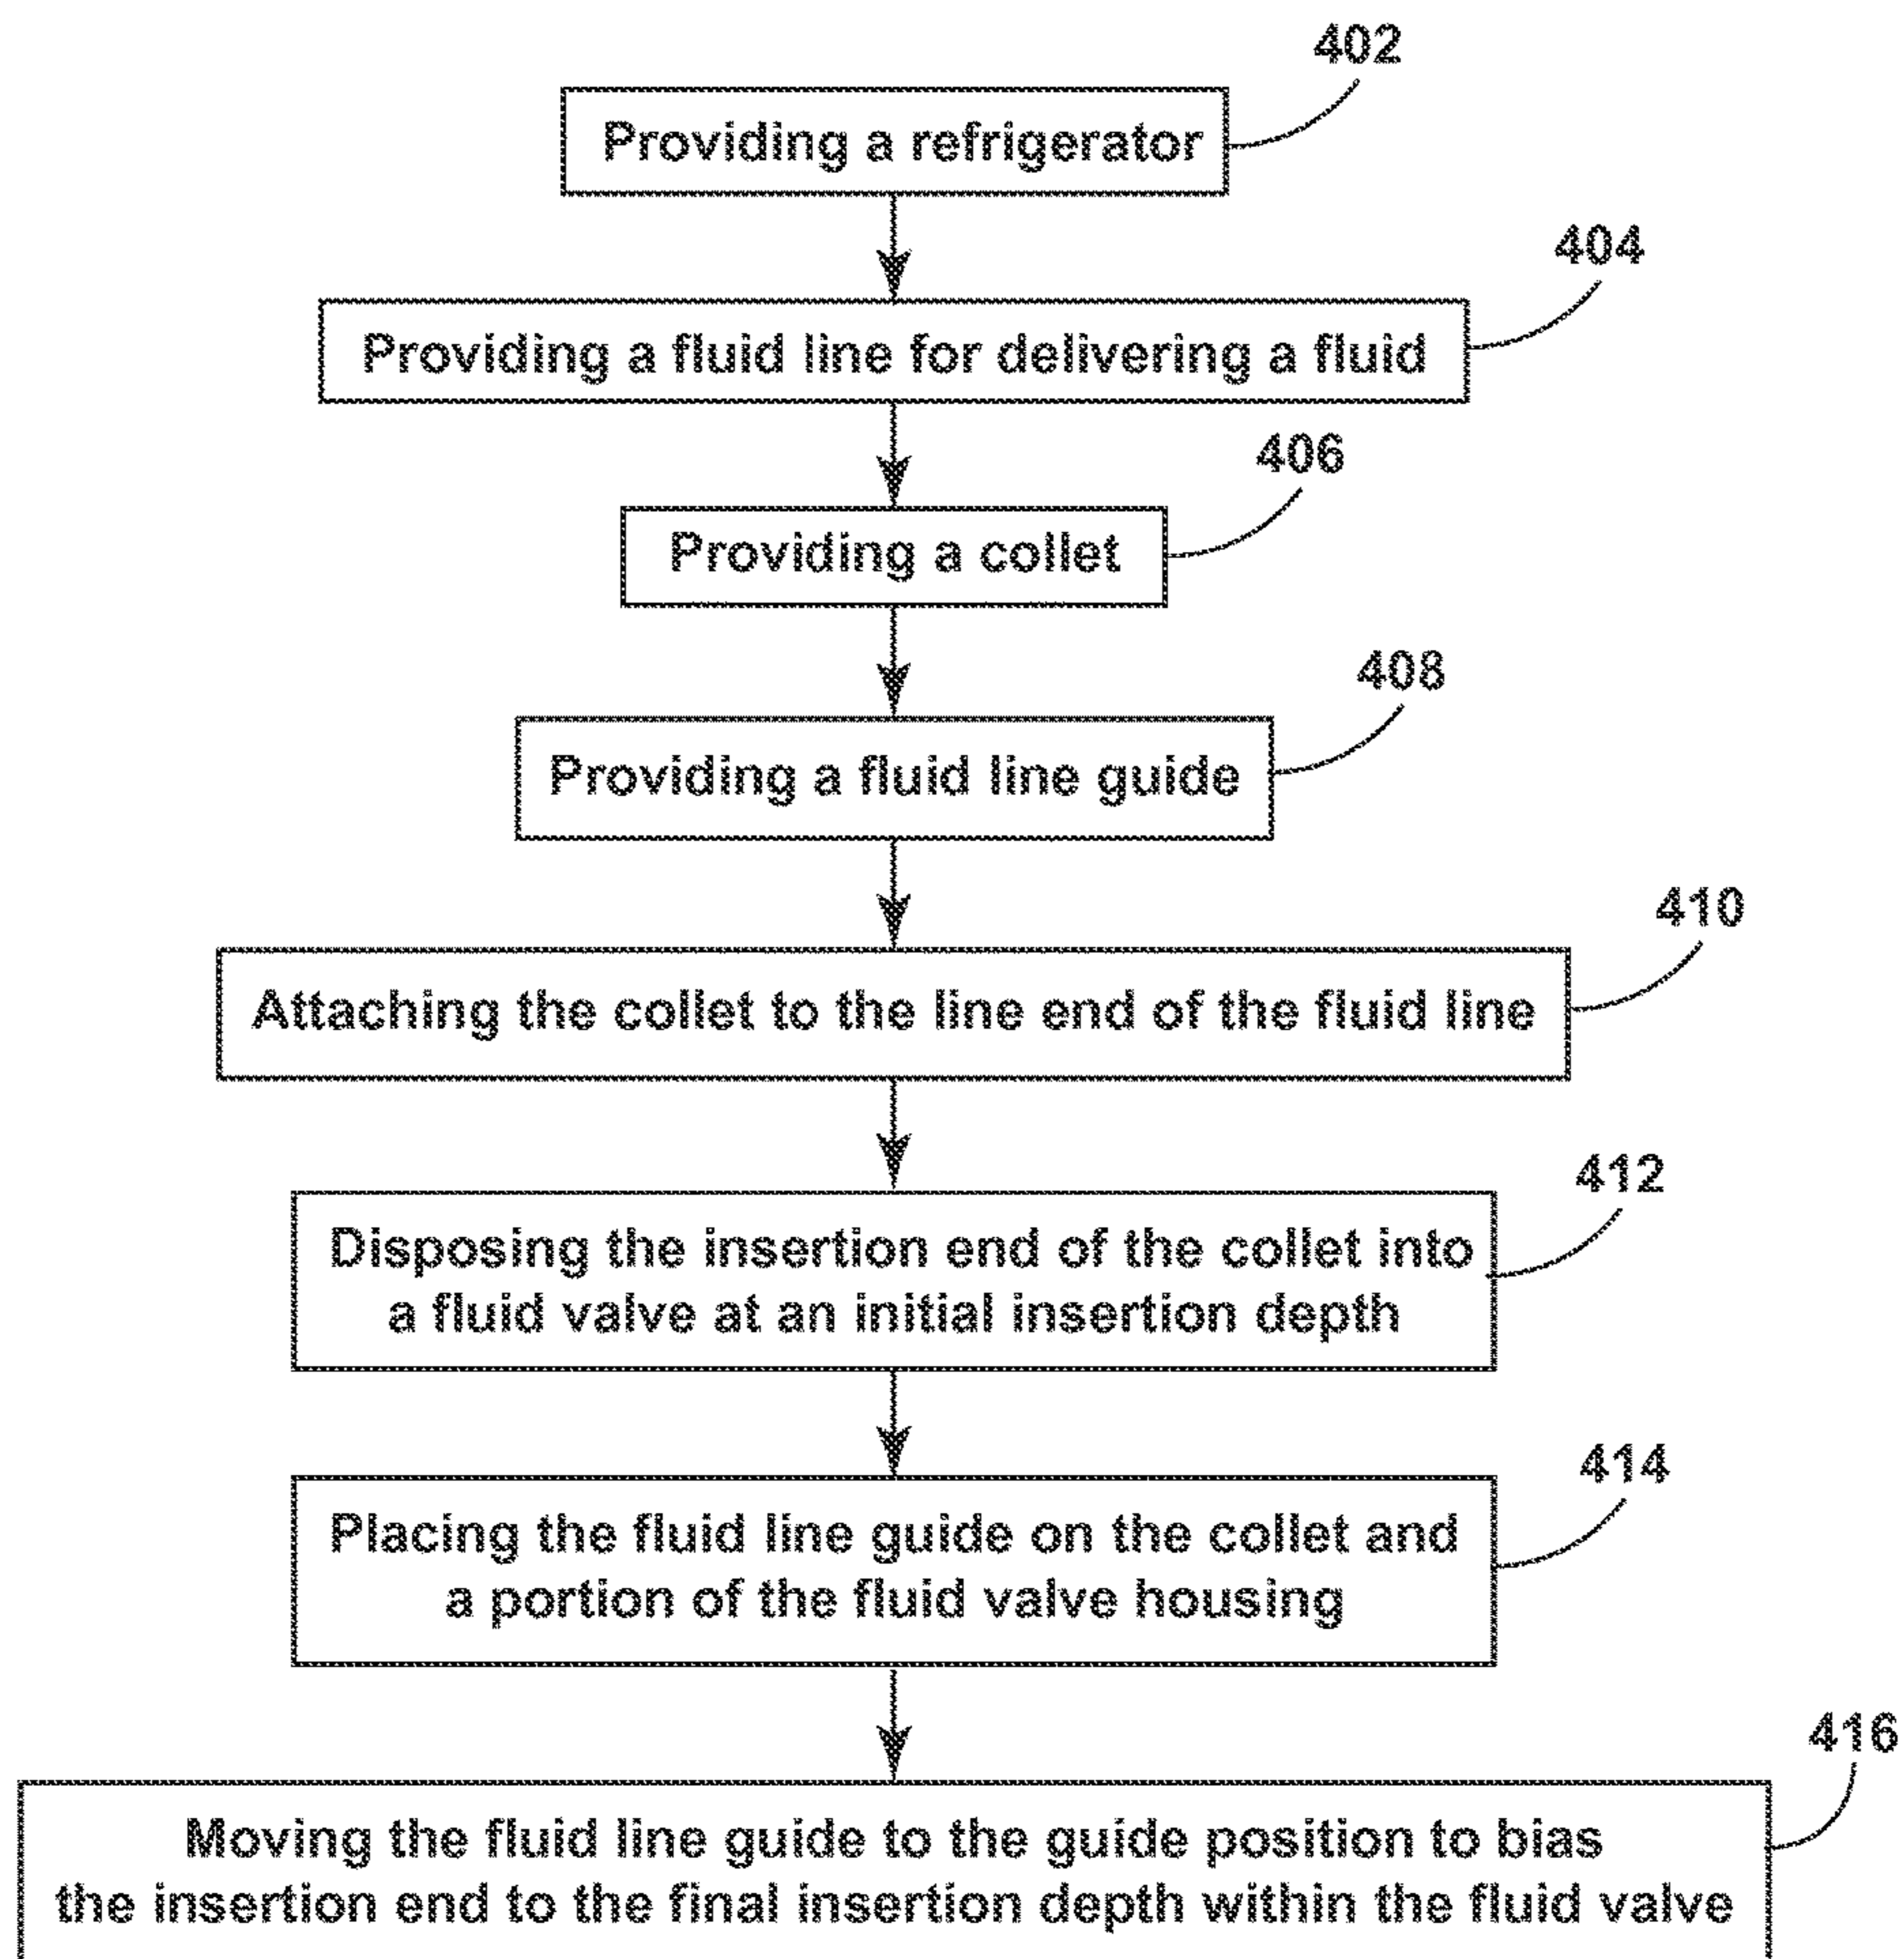 402
Providing a refrigerator
404
Providing a fluid line for delivering a fluid
406
Providing a collet
408
Providing a fluid line guide
410
Attaching the collet to the line end of the fluid line
412
Disposing the insertion end of the collet into
a fluid valve at an initial insertion depth
414
Placing the fluid line guide on the collet and
a portion of the fluid valve housing
416
Moving the fluid line guide to the guide position to bias
the insertion end to the final insertion depth within the fluid valve